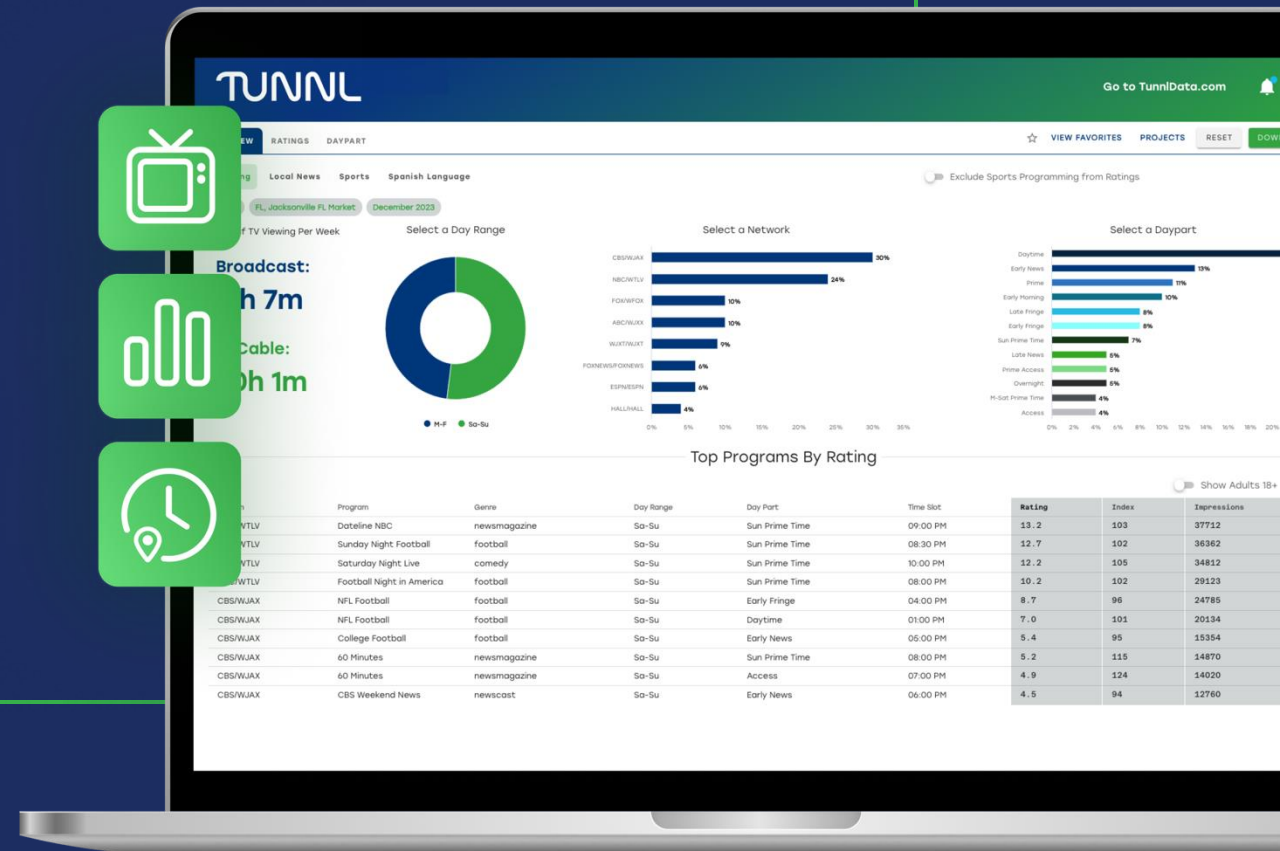 TUNNL
Go to TunnlData.com
RATINGS DAYPART
VIEW FAVORITES PROJECTS RESET
Local News Sports Spanish Language
Exclude Sports Programming from Ratings
FL, Jacksonville FL Market December 2023
TV Viewing Per Week Select a Day Range Select a Network Select a Daypart
Broadcast:
h 7m
Cable:
h 1m
M-F Sa-Su
CBS/WJAX 30%
NBC/WTLV 24%
FOX/WFOX 10%
ABC/WJXX 10%
WJXT/WJXT 9%
FOXNEWS/FOXNEWS 6%
ESPN/ESPN 6%
HALL/HALL 4%
0% 5% 10% 15% 20% 25% 30% 35%
Daytime
Early News 13%
Prime 11%
Early Morning 10%
Late Fringe 8%
Early Fringe 8%
Sun Prime Time 7%
Late News 5%
Prime Access 5%
Overnight 5%
M-Sat Prime Time 4%
Access 4%
0% 2% 4% 6% 8% 10% 12% 14% 16% 18% 20%
Top Programs By Rating
Show Adults 18+
Program Genre Day Range Day Part Time Slot Rating Index Impressions
WTLV Dateline NBC newsmagazine Sa-Su Sun Prime Time 09:00 PM 13.2 103 37712
WTLV Sunday Night Football football Sa-Su Sun Prime Time 08:30 PM 12.7 102 36362
WTLV Saturday Night Live comedy Sa-Su Sun Prime Time 10:00 PM 12.2 105 34812
WTLV Football Night in America football Sa-Su Sun Prime Time 08:00 PM 10.2 102 29123
CBS/WJAX NFL Football football Sa-Su Early Fringe 04:00 PM 8.7 96 24785
CBS/WJAX NFL Football football Sa-Su Daytime 01:00 PM 7.0 101 20134
CBS/WJAX College Football football Sa-Su Early News 05:00 PM 5.4 95 15354
CBS/WJAX 60 Minutes newsmagazine Sa-Su Sun Prime Time 08:00 PM 5.2 115 14870
CBS/WJAX 60 Minutes newsmagazine Sa-Su Access 07:00 PM 4.9 124 14020
CBS/WJAX CBS Weekend News newscast Sa-Su Early News 06:00 PM 4.5 94 12760